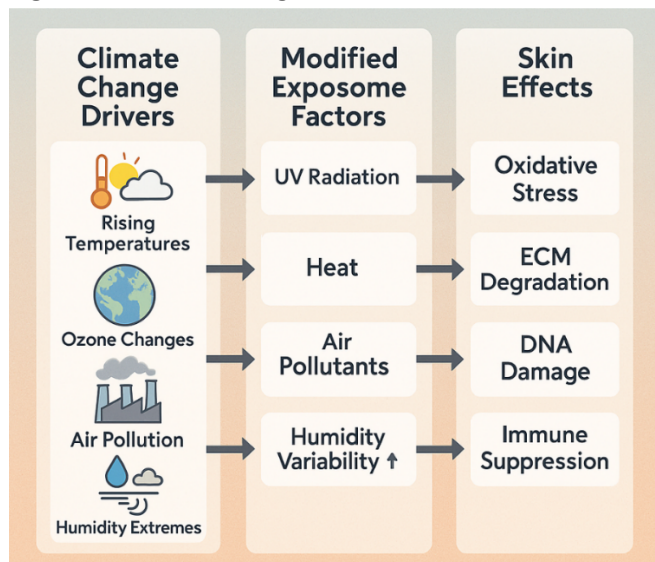 Climate
Change
Drivers
Rising
Temperatures
Ozone Changes
Air Pollution
Humidity Extremes
Modified
Exposome
Factors
UV Radiation
Heat
Air
Pollutants
Humidity
Variability ↑
Skin
Effects
Oxidative
Stress
ECM
Degradation
DNA
Damage
Immune
Suppression